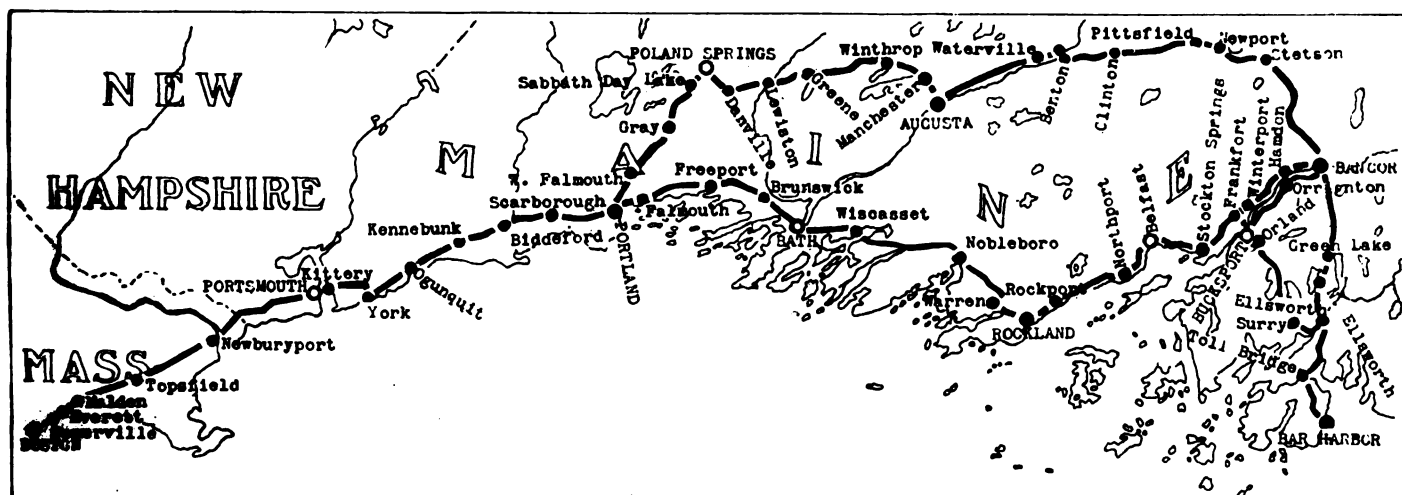 NEW
HAMPSHIRE
MASS.
M A I N E
POLAND SPRINGS
Sabbath Day Lake
Gray
Danville
Lewiston
Greene
Winthrop
Manchester
AUGUSTA
Waterville
Benton
Clinton
Pittsfield
Newport
Stetson
BANGOR
Hamden
Winterport
Frankfort
Stockton Springs
Orrington
Orland
BUCKSPORT
Green Lake
Belfast
Northport
Falmouth
Falmouth
Freeport
Brunswick
BATH
Wiscasset
Nobleboro
Warren
Rockport
ROCKLAND
Scarborough
PORTLAND
Biddeford
Kennebunk
Ogunquit
York
Kittery
PORTSMOUTH
Newburyport
Topsfield
Malden
Everett
Somerville
BOSTON
Ellsworth
Surry
Toll Bridge
N. Ellsworth
BAR HARBOR